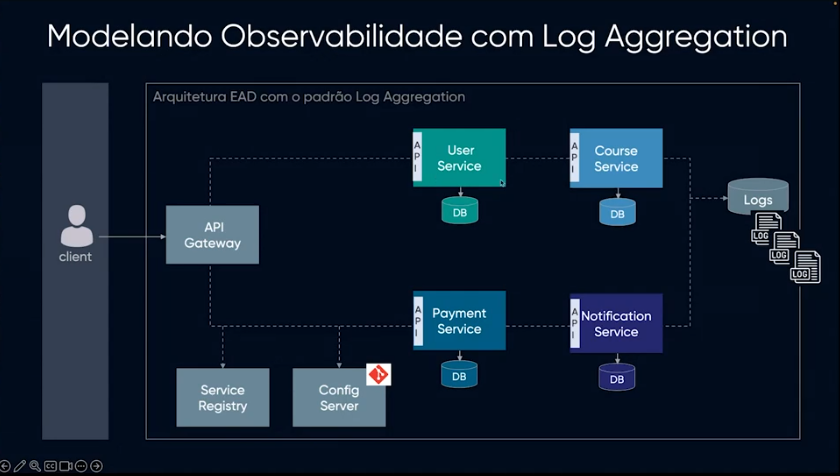 Modelando Observabilidade com Log Aggregation
Arquitetura EAD com o padrão Log Aggregation
client
API
Gateway
API
User
Service
DB
API
Course
Service
DB
Logs
LOG
LOG
LOG
API
Payment
Service
DB
API
Notification
Service
DB
Service
Registry
Config
Server
CC